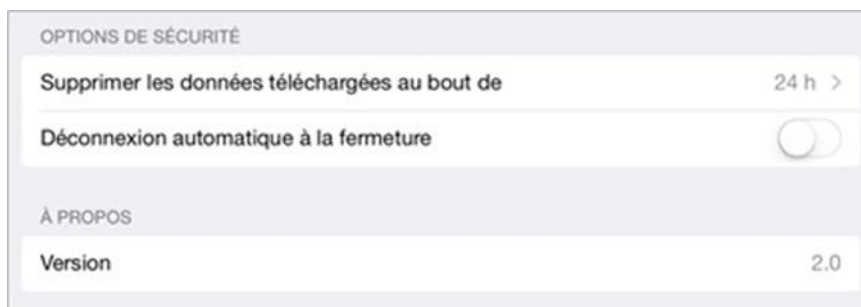 OPTIONS DE SÉCURITÉ
Supprimer les données téléchargées au bout de 24 h >
Déconnexion automatique à la fermeture
À PROPOS
Version 2.0